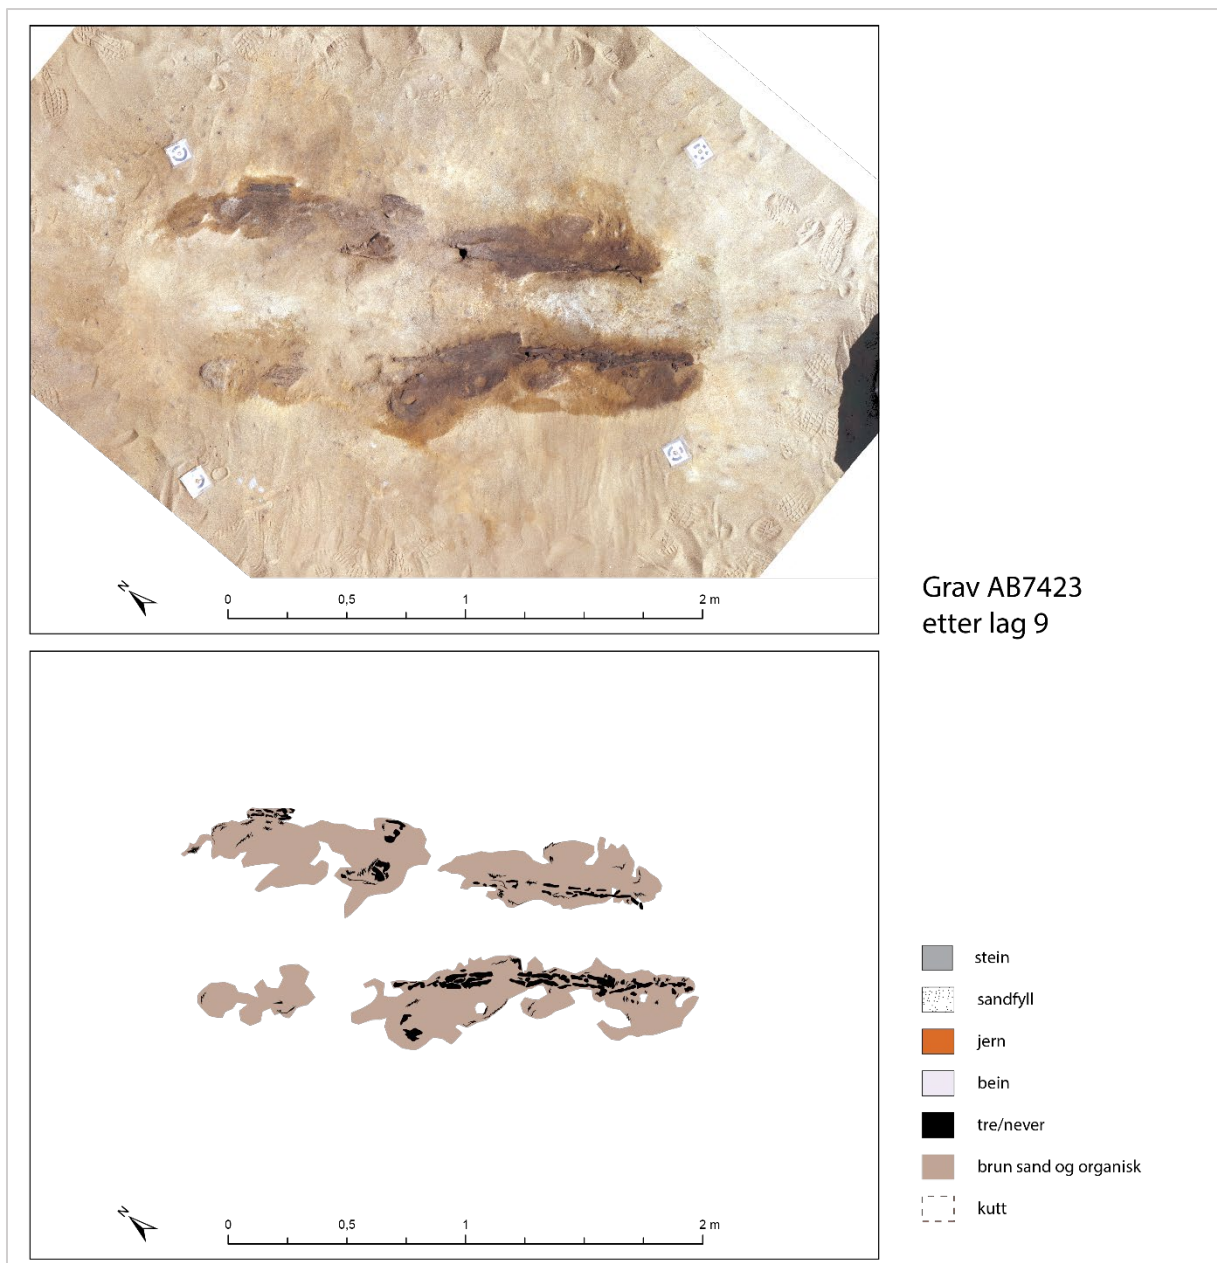 N
0 0,5 1 2 m
Grav AB7423
etter lag 9
stein
sandfyll
jern
bein
tre/never
brun sand og organisk
kutt
N
0 0,5 1 2 m